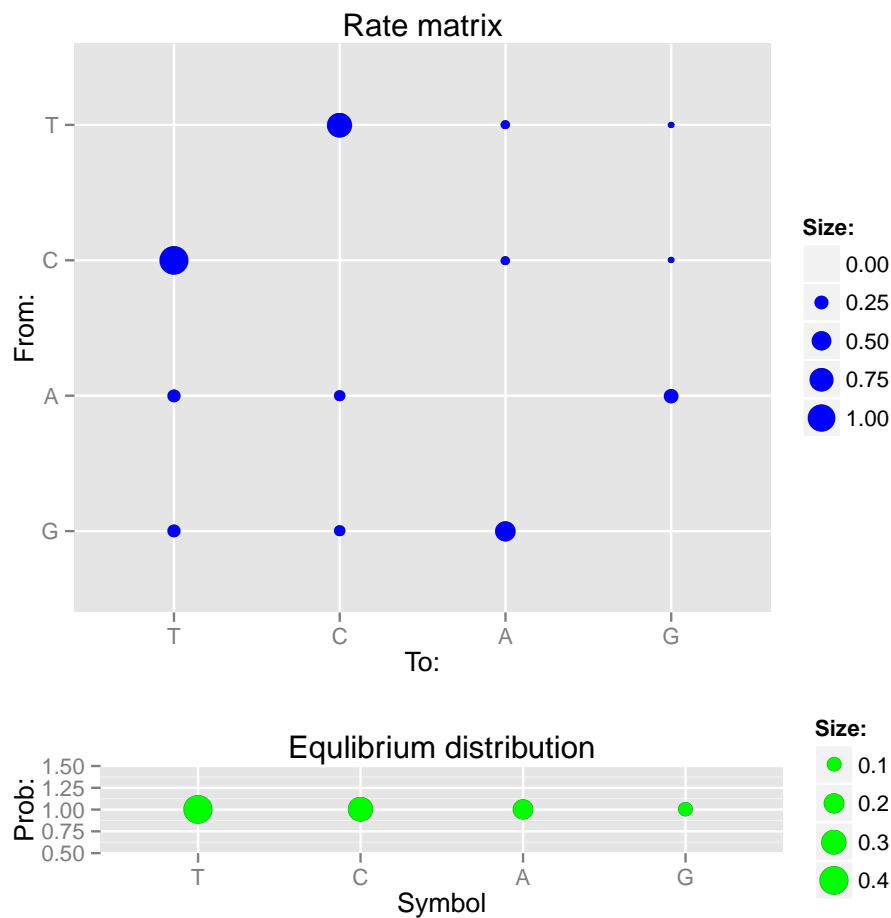 Rate matrix
T
C
A
G
From:
T C A G
To:
Size:
0.00
0.25
0.50
0.75
1.00
Equlibrium distribution
1.50
1.25
1.00
0.75
0.50
Prob:
T C A G
Symbol
Size:
0.1
0.2
0.3
0.4